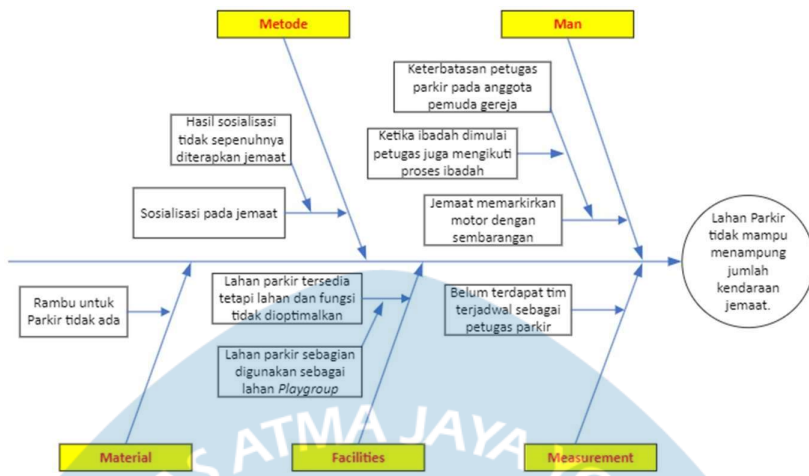 Metode
Man
Keterbatasan petugas
parkir pada anggota
pemuda gereja
Hasil sosialisasi
tidak sepenuhnya
diterapkan jemaat
Ketika ibadah dimulai
petugas juga mengikuti
proses ibadah
Sosialisasi pada jemaat
Jemaat memarkirkan
motor dengan
sembarangan
Lahan Parkir
tidak mampu
menampung
jumlah
kendaraan
jemaat.
Rambu untuk
Parkir tidak ada
Lahan parkir tersedia
tetapi lahan dan fungsi
tidak dioptimalkan
Belum terdapat tim
terjadwal sebagai
petugas parkir
Lahan parkir sebagian
digunakan sebagai
lahan Playgroup
Material
Facilities
Measurement
ATMA JAYA